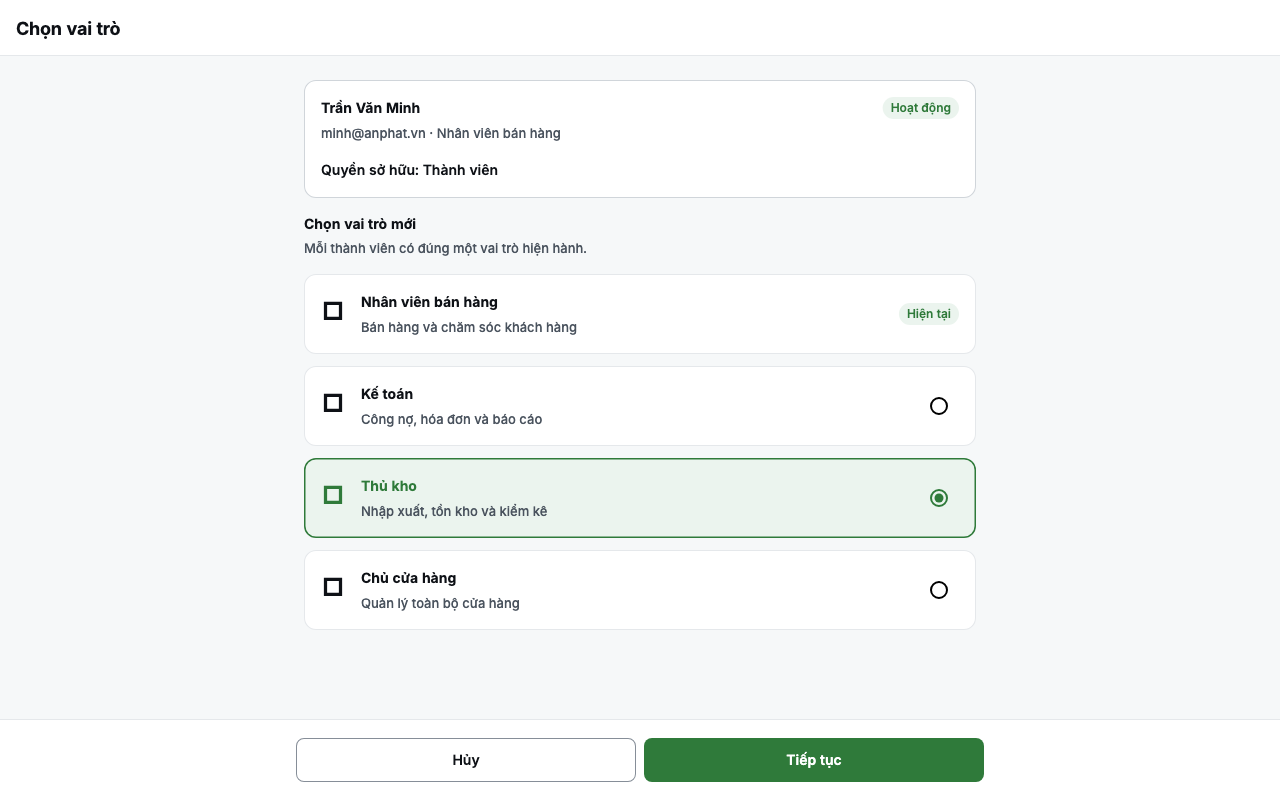 Chọn vai trò
Trần Văn Minh
Hoạt động
minh@anphat.vn · Nhân viên bán hàng
Quyền sở hữu: Thành viên
Chọn vai trò mới
Mỗi thành viên có đúng một vai trò hiện hành.
Nhân viên bán hàng
Bán hàng và chăm sóc khách hàng
Hiện tại
Kế toán
Công nợ, hóa đơn và báo cáo
Thủ kho
Nhập xuất, tồn kho và kiểm kê
Chủ cửa hàng
Quản lý toàn bộ cửa hàng
Hủy
Tiếp tục